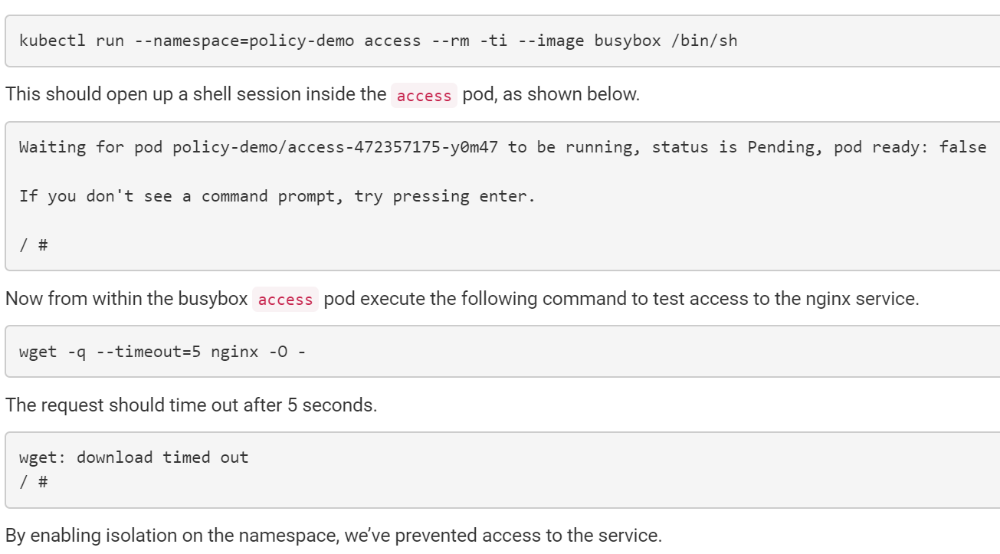 kubectl run --namespace=policy-demo access --rm -ti --image busybox /bin/sh
This should open up a shell session inside the access pod, as shown below.
Waiting for pod policy-demo/access-472357175-y0m47 to be running, status is Pending, pod ready: false
If you don't see a command prompt, try pressing enter.
/ #
Now from within the busybox access pod execute the following command to test access to the nginx service.
wget -q --timeout=5 nginx -O -
The request should time out after 5 seconds.
wget: download timed out
/ #
By enabling isolation on the namespace, we’ve prevented access to the service.